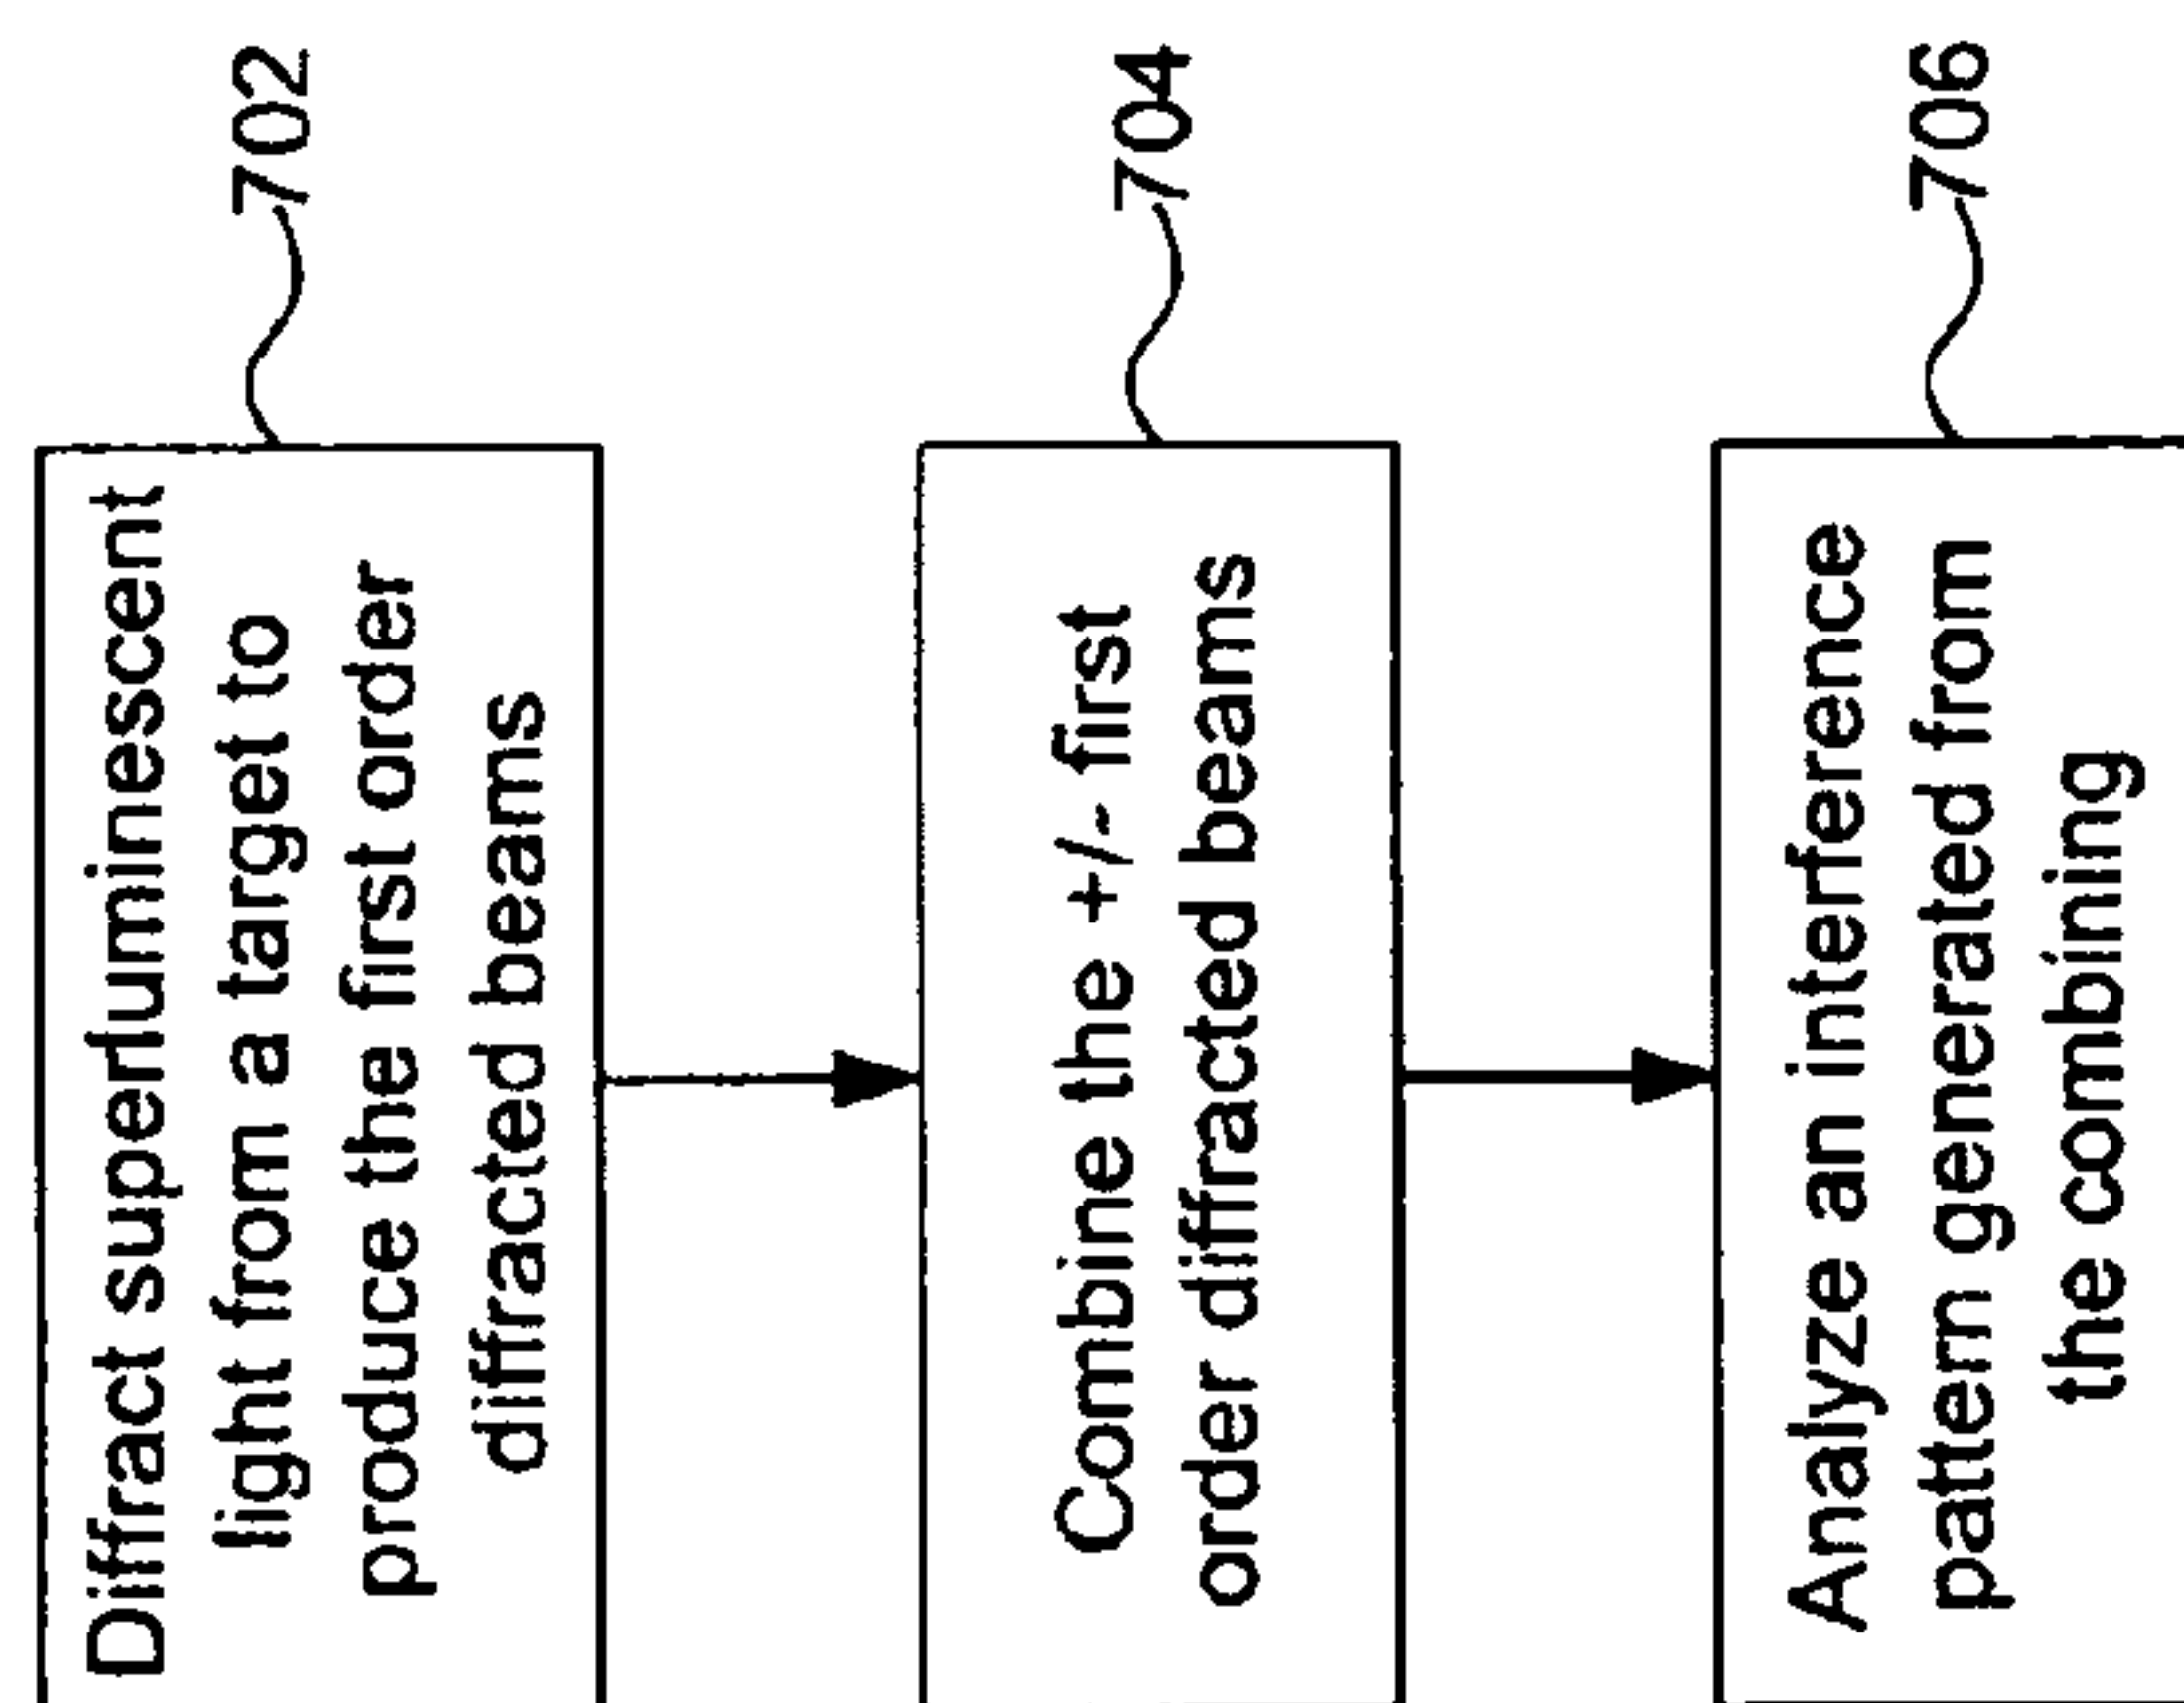 Diffract superluminescent
light from a target to
produce the first order
diffracted beams
702
Combine the +/- first
order diffracted beams
704
Analyze an interference
pattern generated from
the combining
706